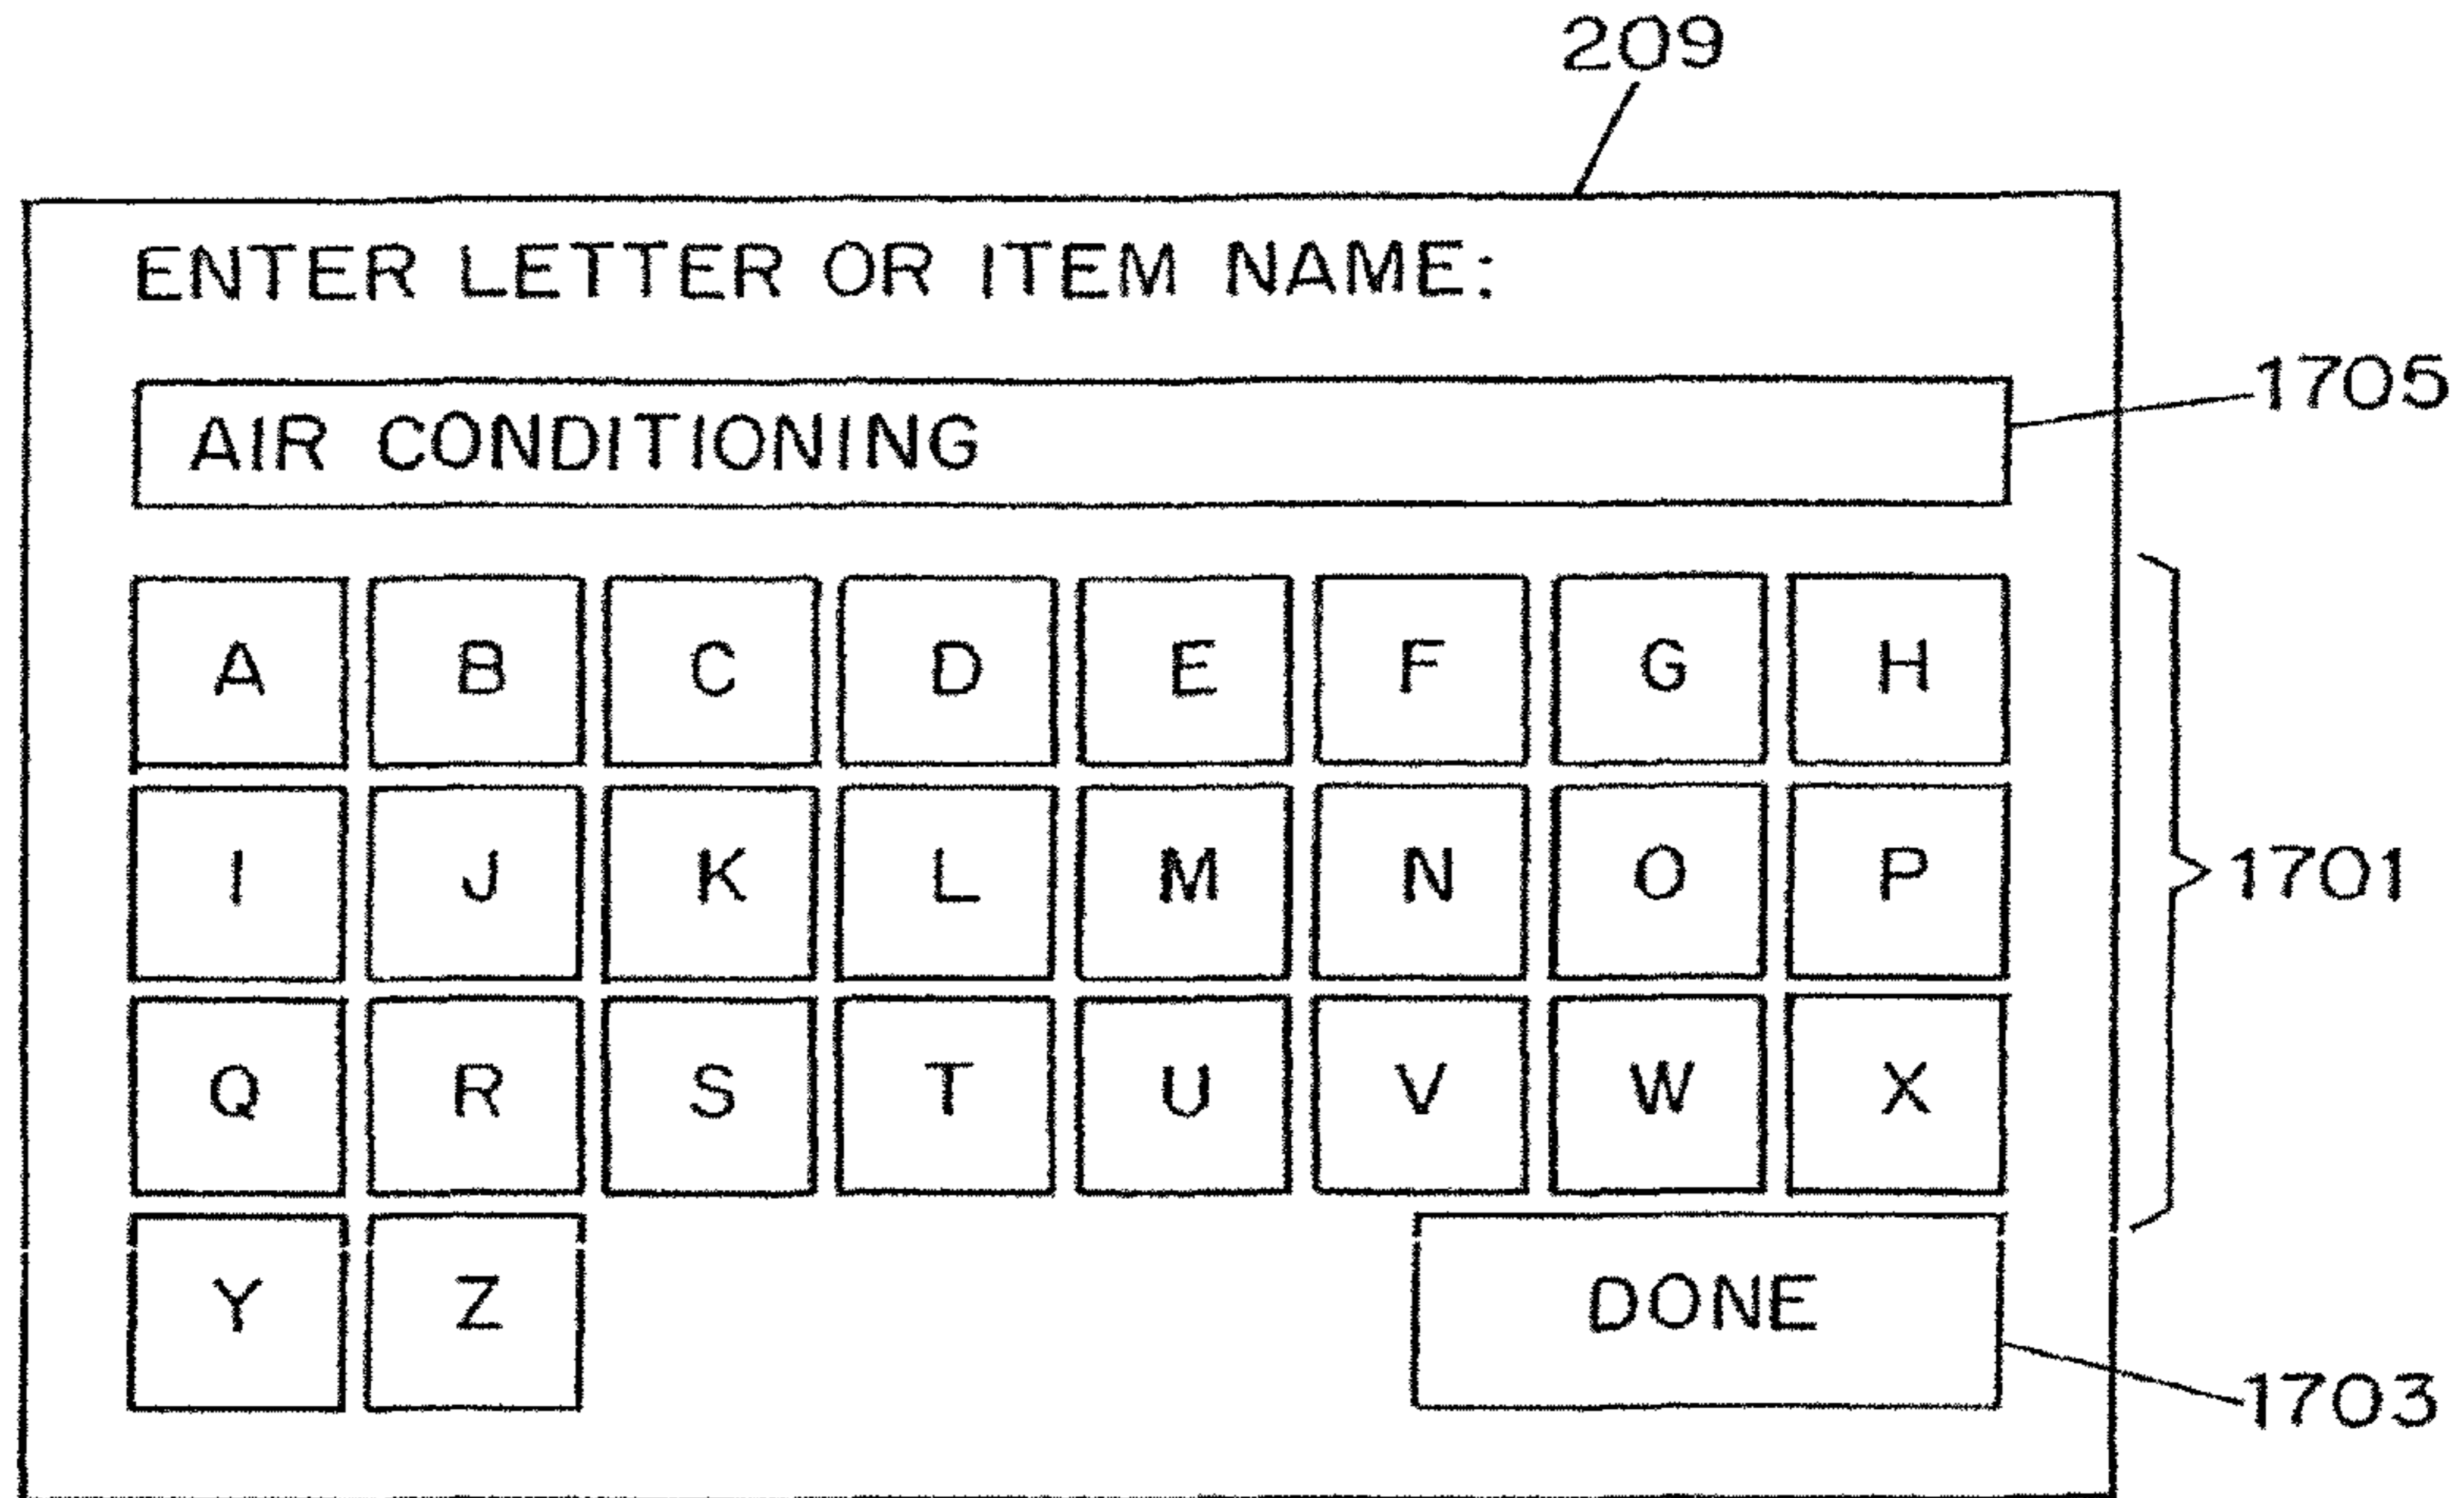 209
ENTER LETTER OR ITEM NAME:
1705
AIR CONDITIONING
A B C D E F G H
I J K L M N O P
1701
Q R S T U V W X
Y Z DONE
1703